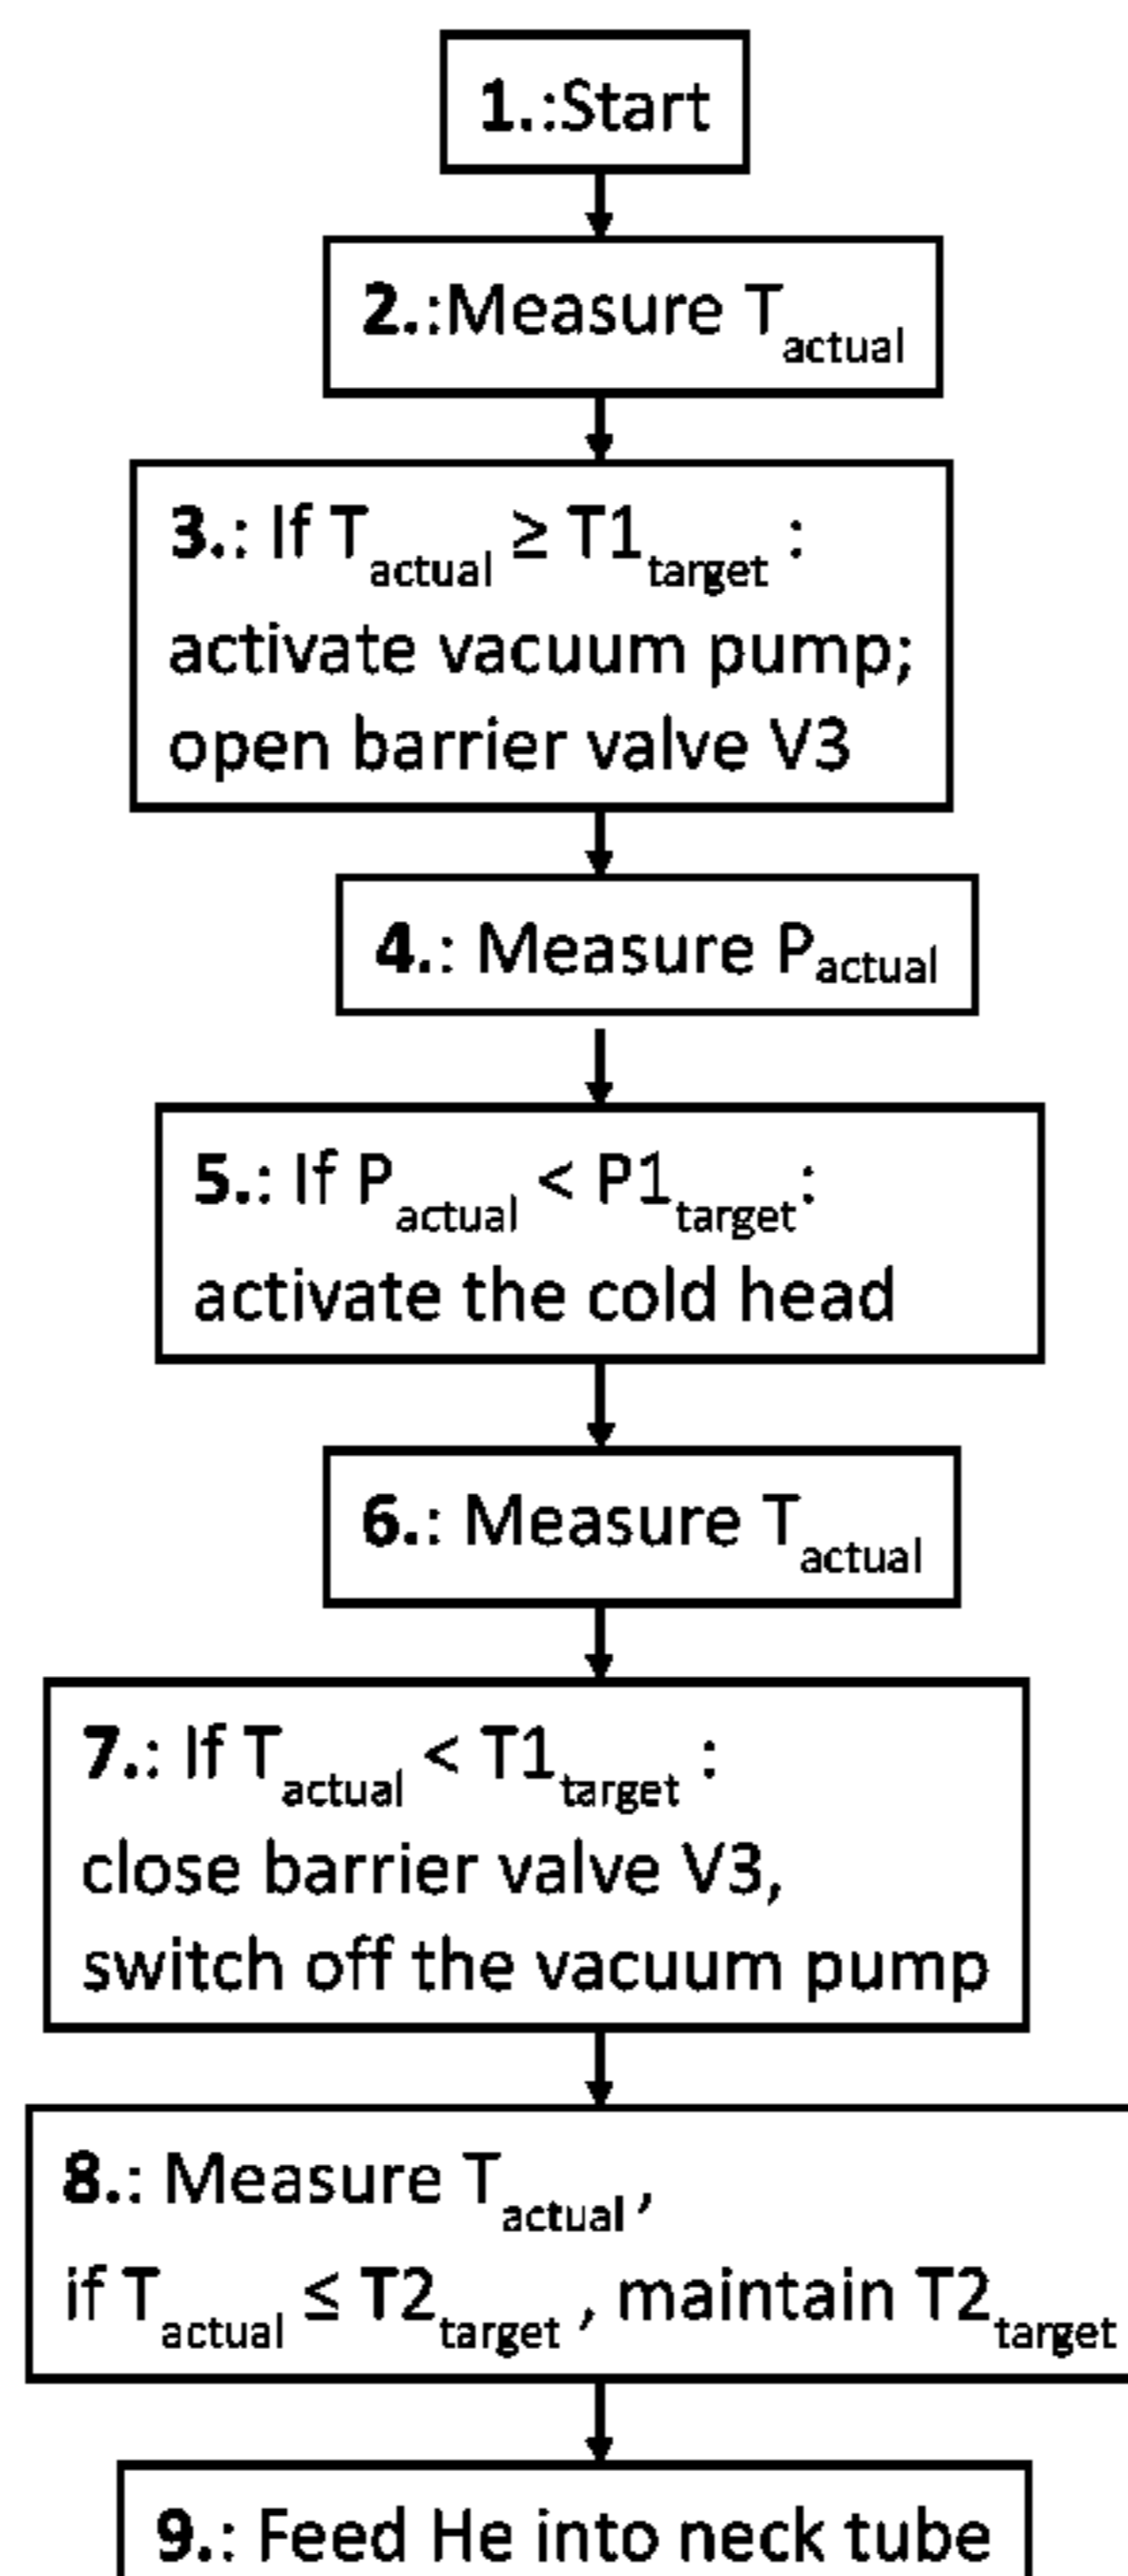 1.:Start
2.:Measure Tactual
3.: If Tactual ≥ T1target :
activate vacuum pump;
open barrier valve V3
4.: Measure Pactual
5.: If Pactual < P1target:
activate the cold head
6.: Measure Tactual
7.: If Tactual < T1target :
close barrier valve V3,
switch off the vacuum pump
8.: Measure Tactual,
if Tactual ≤ T2target, maintain T2target
9.: Feed He into neck tube